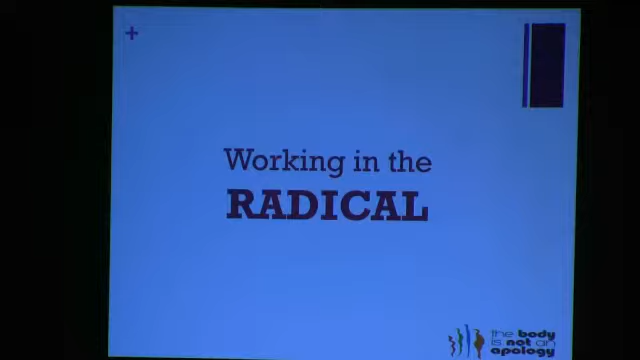 +
Working in the
RADICAL
the body
is not an
apology